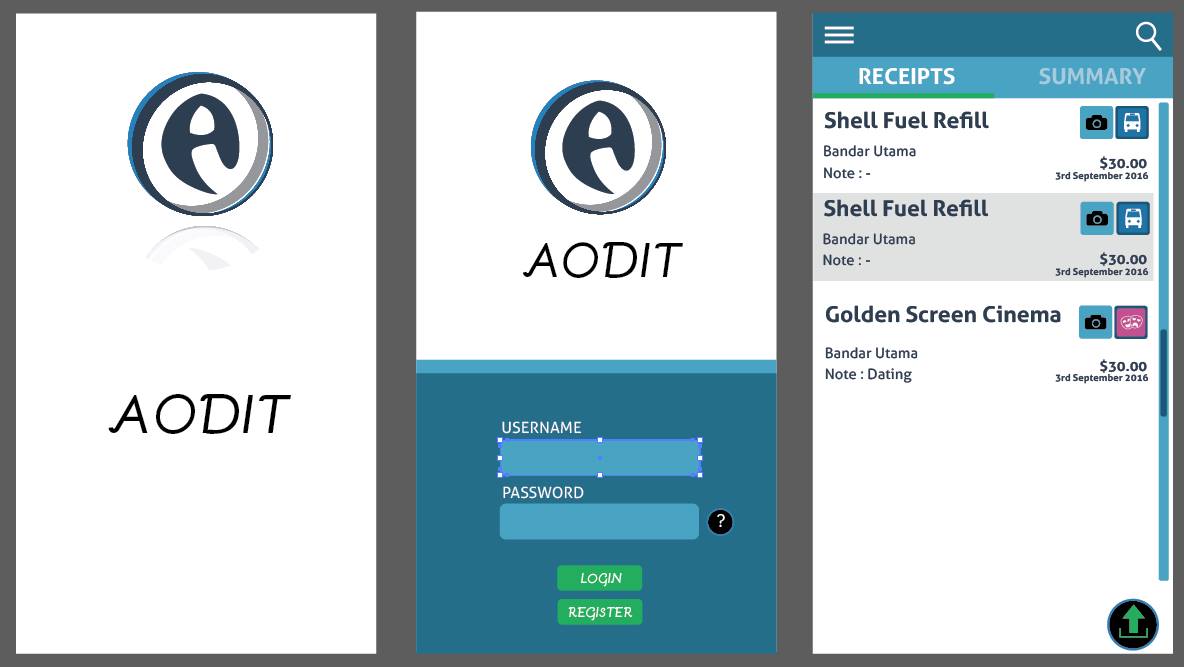 AODIT
AODIT
USERNAME
PASSWORD
?
LOGIN
REGISTER
RECEIPTS
SUMMARY
Shell Fuel Refill
Bandar Utama
Note : -
$30.00
3rd September 2016
Shell Fuel Refill
Bandar Utama
Note : -
$30.00
3rd September 2016
Golden Screen Cinema
Bandar Utama
Note : Dating
$30.00
3rd September 2016